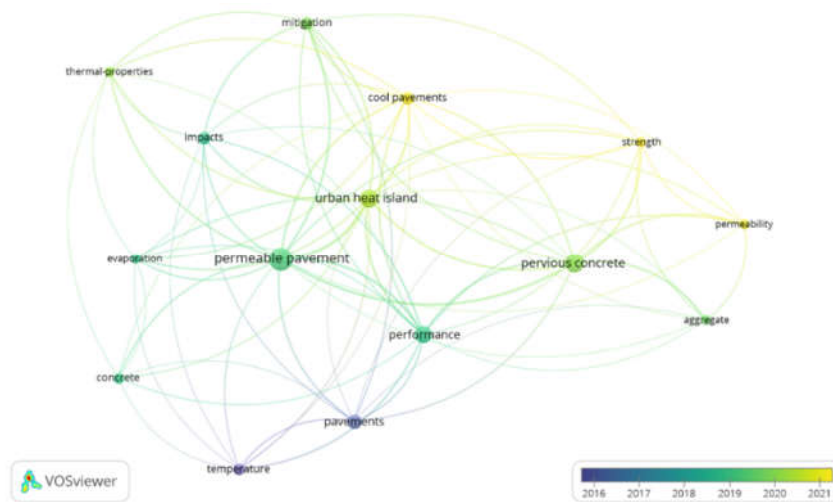 mitigation
thermal-properties
cool pavements
impacts
strength
urban heat island
permeability
evaporation
permeable pavement
pervious concrete
aggregate
performance
concrete
pavements
temperature
VOSviewer
2016 2017 2018 2019 2020 2021